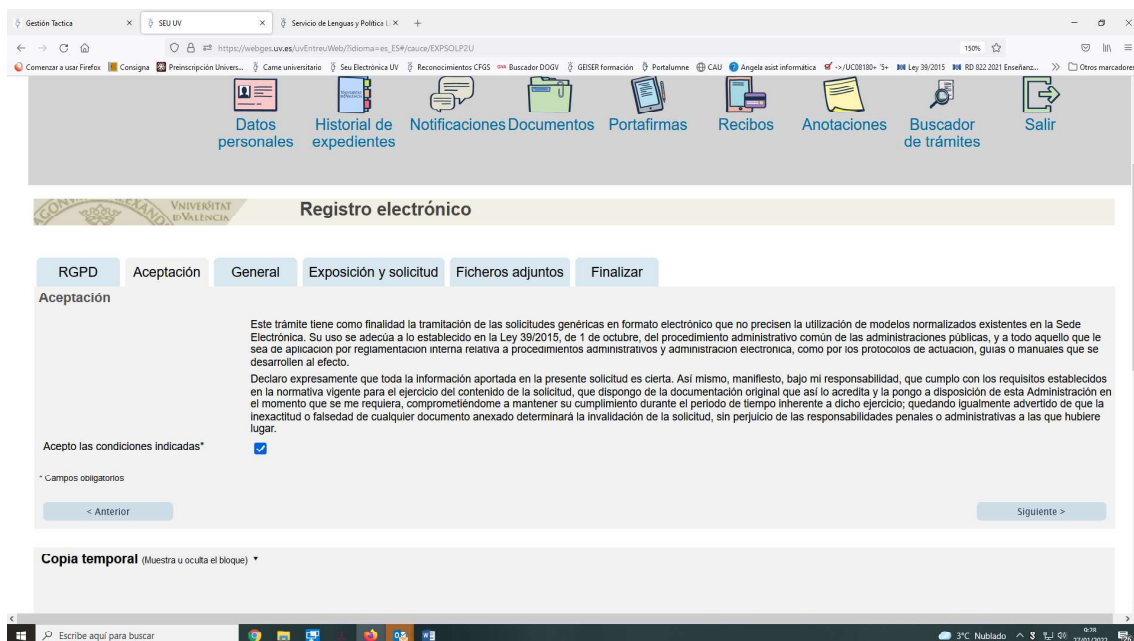 Gestión Tactica
SEU UV
Servicio de Lenguas y Política L
https://webges.uv.es/uvEntreuWeb/?idioma=es_ES#/cauce/EXPSOLP2U
150%
Comenzar a usar Firefox Consigna Preinscripción Univers... Carne universitario Seu Electrònica UV Reconocimientos CFGS Buscador DOGV GEISER formación Portalumne CAU Angela asist informática ->/UC08180+ '5+ Ley 39/2015 RD 822 2021 Enseñanz... Otros marcadores
Datos personales
Historial de expedientes
Notificaciones
Documentos
Portafirmas
Recibos
Anotaciones
Buscador de trámites
Salir
VNIVERSITAT
ID VALÈNCIA
Registro electrónico
RGPD Aceptación General Exposición y solicitud Ficheros adjuntos Finalizar
Aceptación
Este trámite tiene como finalidad la tramitación de las solicitudes genéricas en formato electrónico que no precisen la utilización de modelos normalizados existentes en la Sede
Electrónica. Su uso se adecúa a lo establecido en la Ley 39/2015, de 1 de octubre, del procedimiento administrativo común de las administraciones públicas, y a todo aquello que le
sea de aplicación por reglamentación interna relativa a procedimientos administrativos y administración electrónica, como por los protocolos de actuación, guías o manuales que se
desarrollen al efecto.
Declaro expresamente que toda la información aportada en la presente solicitud es cierta. Así mismo, manifiesto, bajo mi responsabilidad, que cumplo con los requisitos establecidos
en la normativa vigente para el ejercicio del contenido de la solicitud, que dispongo de la documentación original que así lo acredita y la pongo a disposición de esta Administración en
el momento que se me requiera, comprometiéndome a mantener su cumplimiento durante el periodo de tiempo inherente a dicho ejercicio; quedando igualmente advertido de que la
inexactitud o falsedad de cualquier documento anexado determinará la invalidación de la solicitud, sin perjuicio de las responsabilidades penales o administrativas a las que hubiere
lugar.
Acepto las condiciones indicadas*
* Campos obligatorios
< Anterior
Siguiente >
Copia temporal (Muestra u oculta el bloque)
Escribe aquí para buscar
3°C Nublado
9:28
27/01/2023